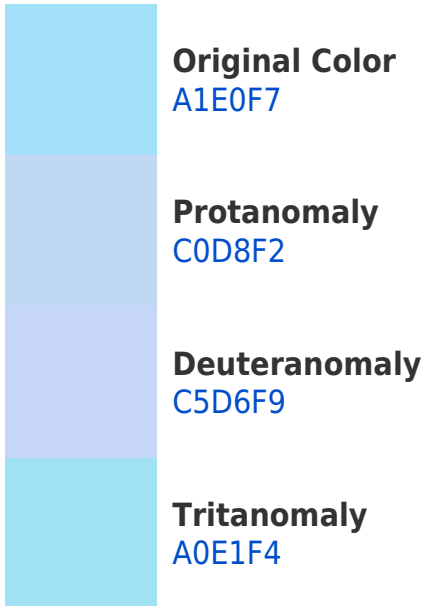 Original Color
A1E0F7
Protanomaly
C0D8F2
Deuteranomaly
C5D6F9
Tritanomaly
A0E1F4